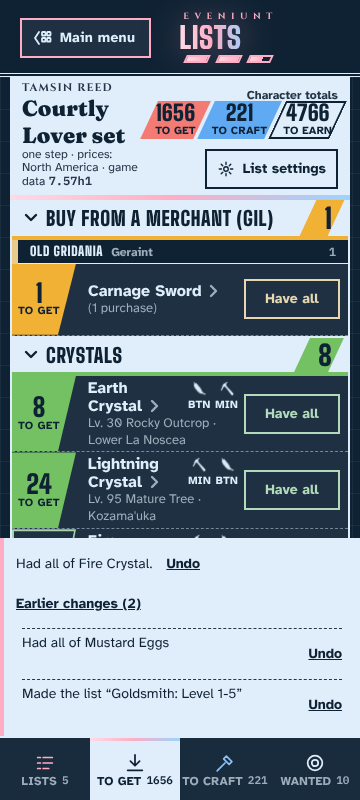 Main menu
EVENIUNT
LISTS
TAMSIN REED
Courtly
Lover set
one step · prices:
North America · game
data 7.57h1
Character totals
1656 TO GET
221 TO CRAFT
4766 TO EARN
List settings
BUY FROM A MERCHANT (GIL) 1
OLD GRIDANIA Geraint 1
1 TO GET
Carnage Sword
(1 purchase)
Have all
CRYSTALS 8
8 TO GET
Earth
Crystal
BTN MIN
Lv. 30 Rocky Outcrop ·
Lower La Noscea
Have all
24 TO GET
Lightning
Crystal
MIN BTN
Lv. 95 Mature Tree ·
Kozama'uka
Have all
Had all of Fire Crystal. Undo
Earlier changes (2)
Had all of Mustard Eggs
Undo
Made the list “Goldsmith: Level 1-5”
Undo
LISTS 5
TO GET 1656
TO CRAFT 221
WANTED 10